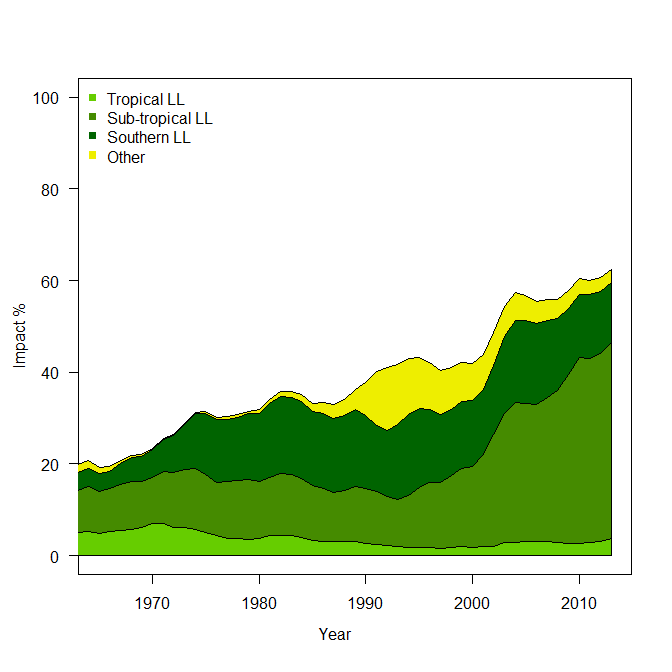 100
80
60
40
20
0
Impact %
Tropical LL
Sub-tropical LL
Southern LL
Other
1970 1980 1990 2000 2010
Year